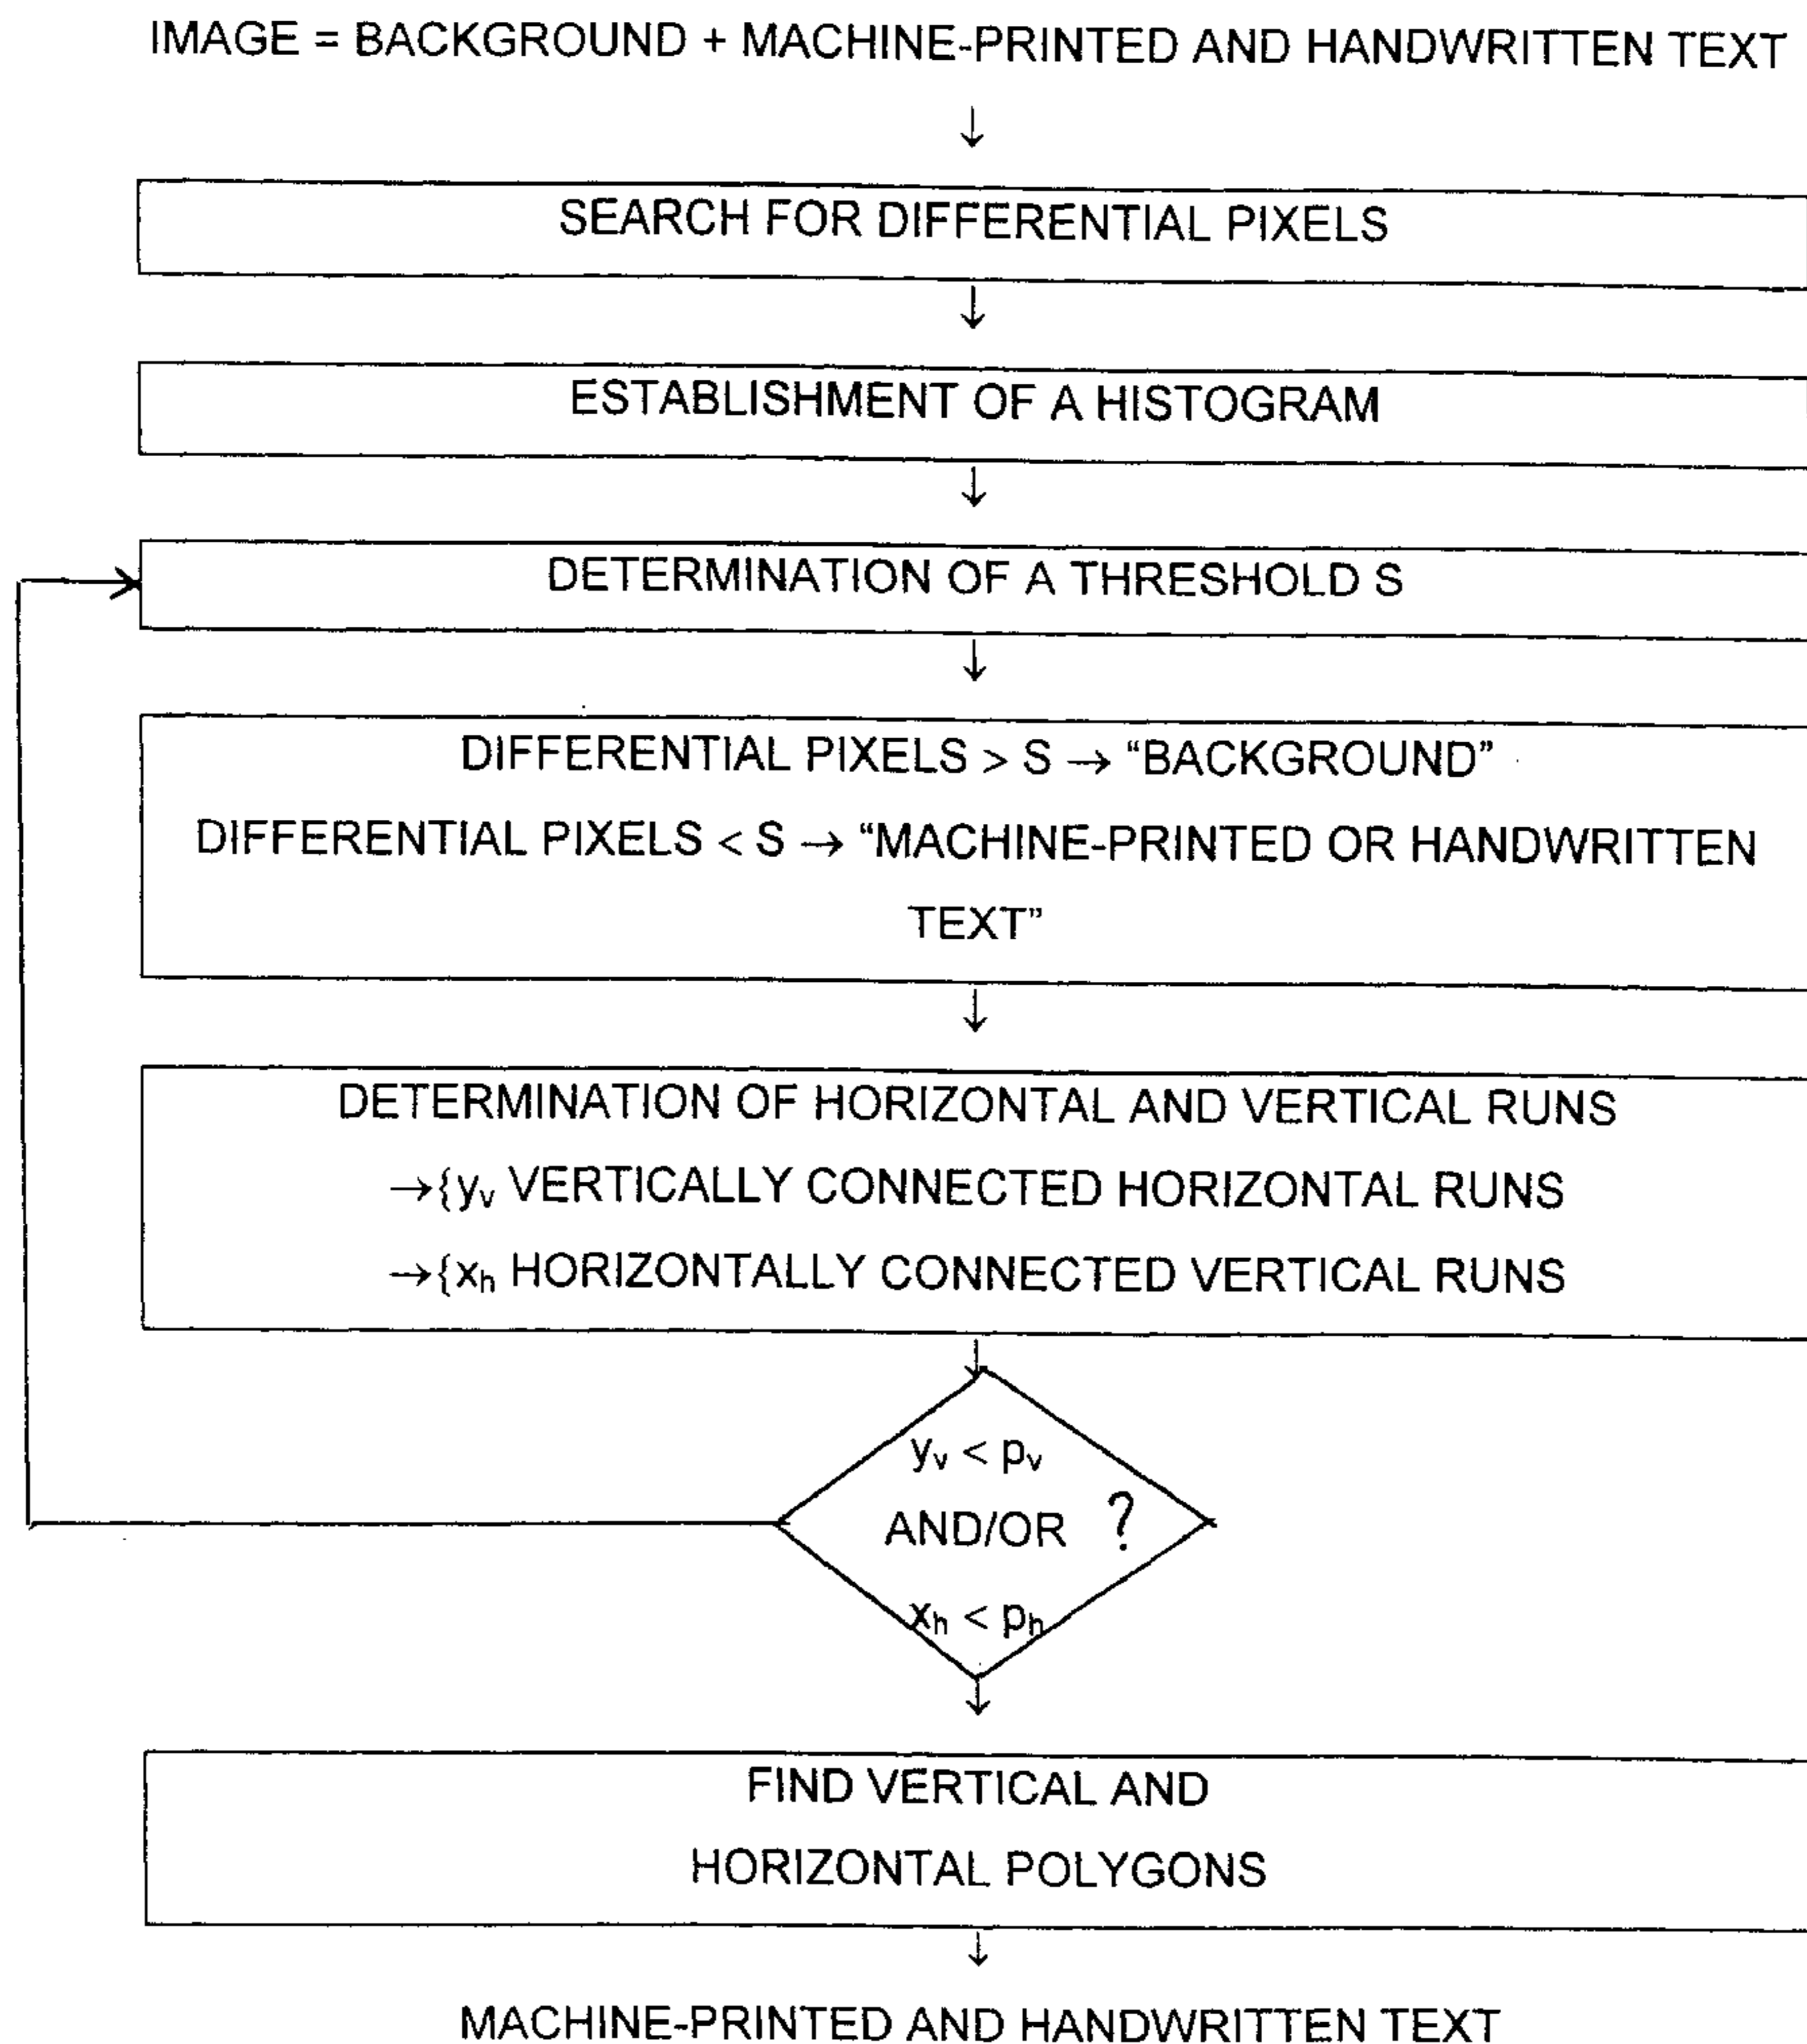 IMAGE = BACKGROUND + MACHINE-PRINTED AND HANDWRITTEN TEXT
↓
SEARCH FOR DIFFERENTIAL PIXELS
↓
ESTABLISHMENT OF A HISTOGRAM
↓
DETERMINATION OF A THRESHOLD S
↓
DIFFERENTIAL PIXELS > S → “BACKGROUND”
DIFFERENTIAL PIXELS < S → “MACHINE-PRINTED OR HANDWRITTEN
TEXT”
↓
DETERMINATION OF HORIZONTAL AND VERTICAL RUNS
→{yᵥ VERTICALLY CONNECTED HORIZONTAL RUNS
→{xₕ HORIZONTALLY CONNECTED VERTICAL RUNS
↓
yᵥ < pᵥ
AND/OR ?
xₕ < pₕ
↓
FIND VERTICAL AND
HORIZONTAL POLYGONS
↓
MACHINE-PRINTED AND HANDWRITTEN TEXT